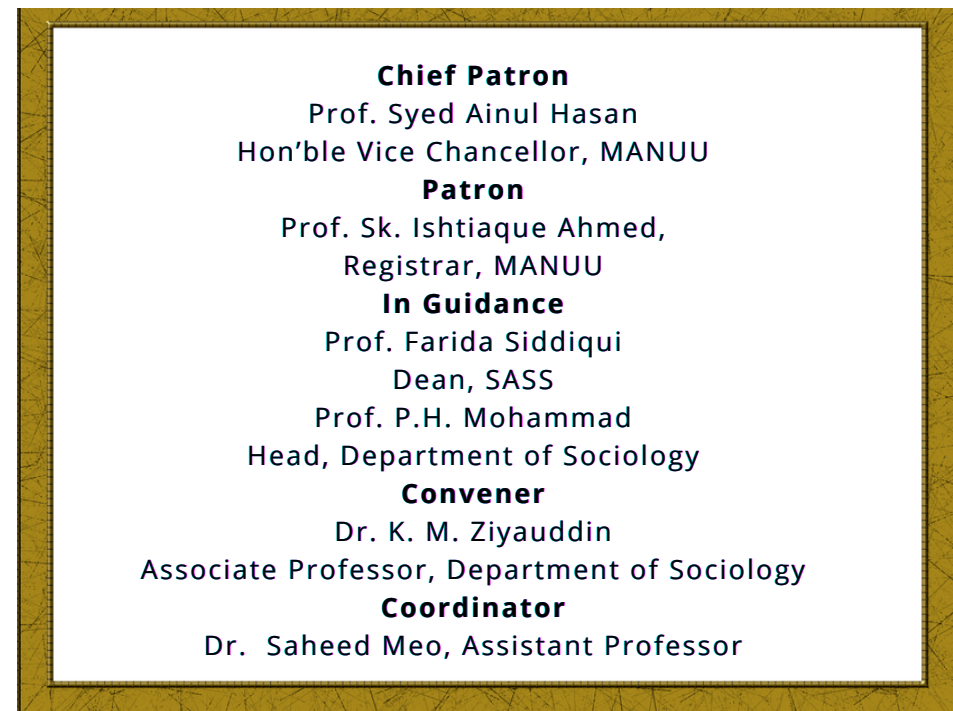 Chief Patron
Prof. Syed Ainul Hasan
Hon’ble Vice Chancellor, MANUU
Patron
Prof. Sk. Ishtiaque Ahmed,
Registrar, MANUU
In Guidance
Prof. Farida Siddiqui
Dean, SASS
Prof. P.H. Mohammad
Head, Department of Sociology
Convener
Dr. K. M. Ziyauddin
Associate Professor, Department of Sociology
Coordinator
Dr.  Saheed Meo, Assistant Professor